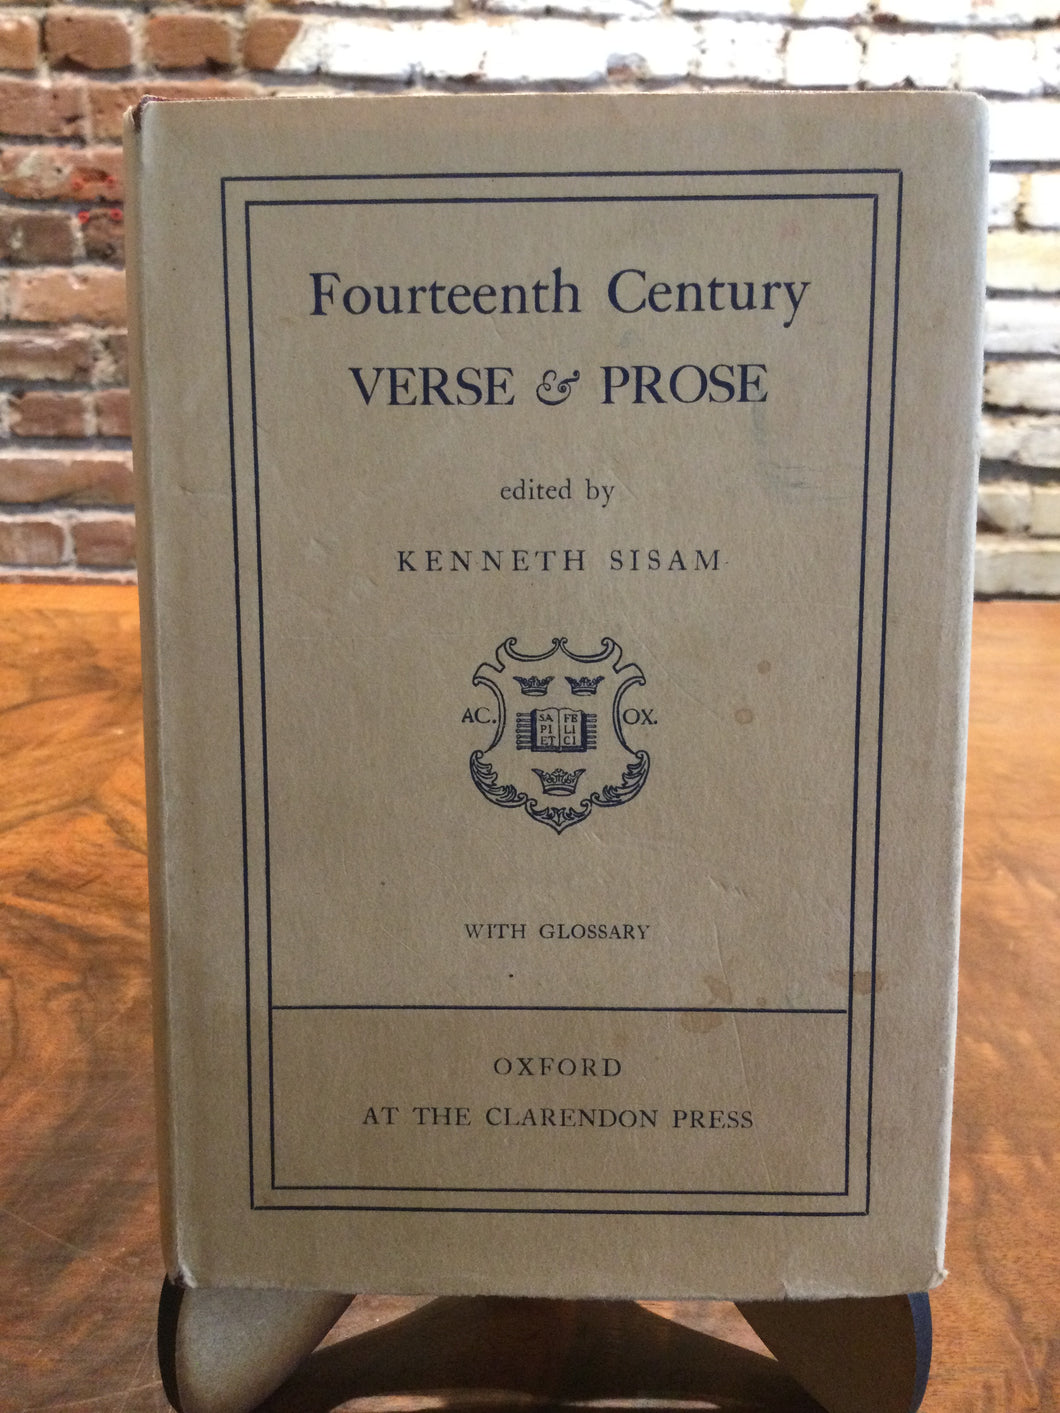 Fourteenth Century
VERSE & PROSE
edited by
KENNETH SISAM
AC. OX.
SA FE
PI LI
ET CI
WITH GLOSSARY
OXFORD
AT THE CLARENDON PRESS